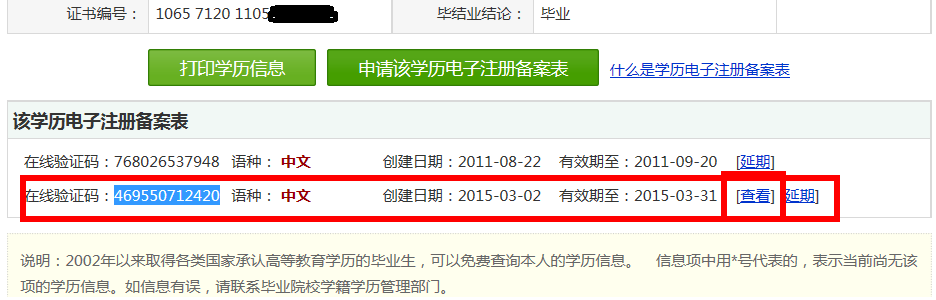 证书编号： 1065 7120 1105 毕结业结论： 毕业
打印学历信息 申请该学历电子注册备案表 什么是学历电子注册备案表
该学历电子注册备案表
在线验证码：768026537948 语种： 中文 创建日期：2011-08-22 有效期至：2011-09-20 [延期]
在线验证码：469550712420 语种： 中文 创建日期：2015-03-02 有效期至：2015-03-31 [查看] [延期]
说明：2002年以来取得各类国家承认高等教育学历的毕业生，可以免费查询本人的学历信息。 信息项中用*号代表的，表示当前尚无该
项的学历信息。如信息有误，请联系毕业院校学籍学历管理部门。